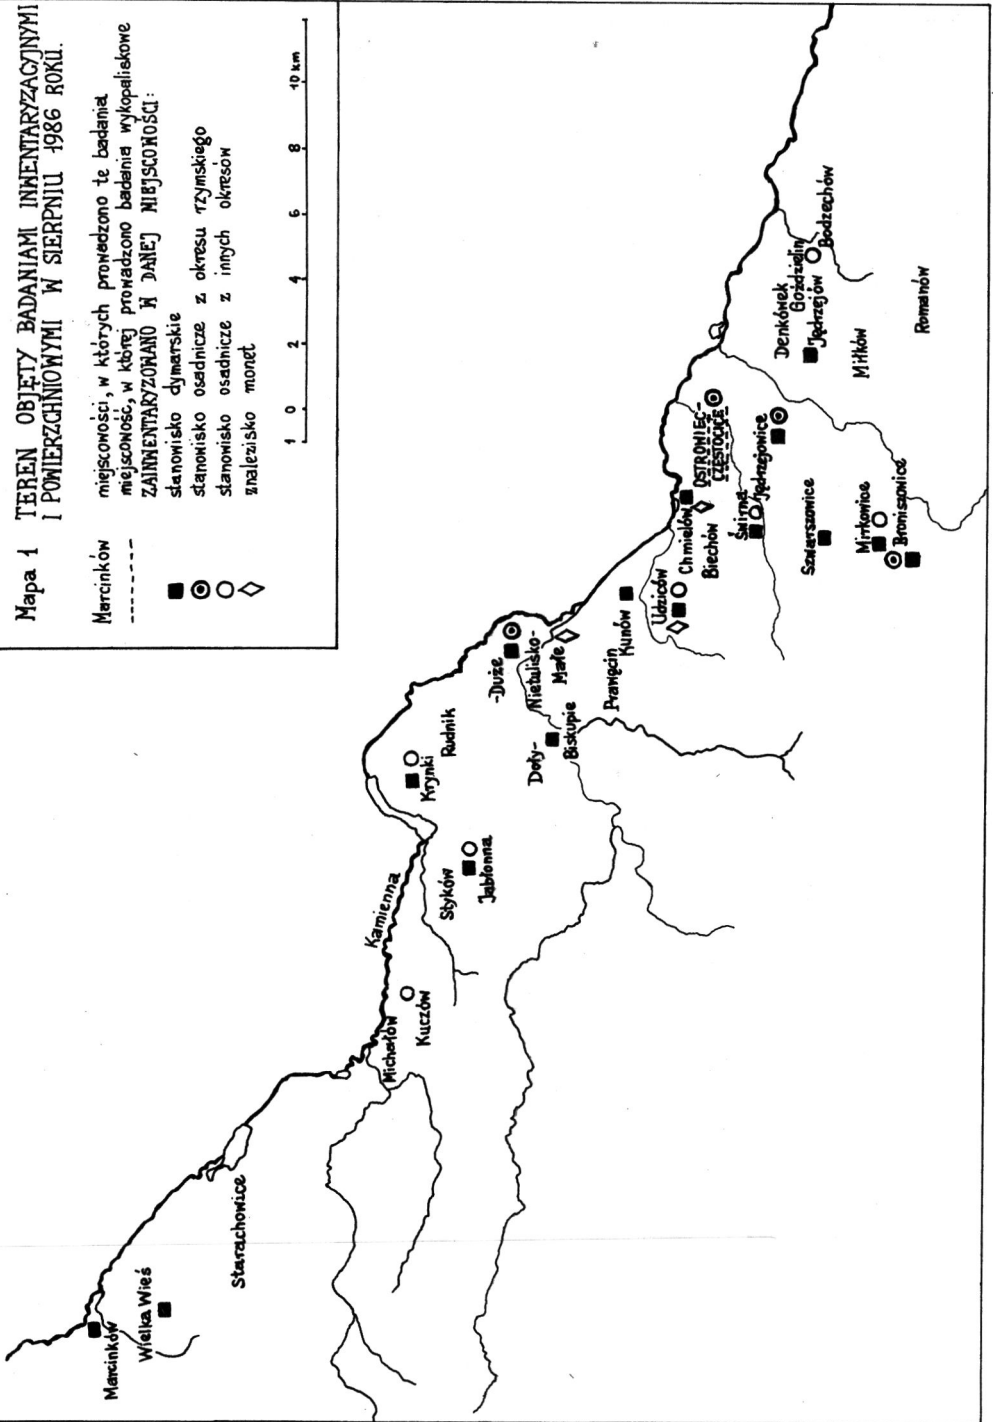 Mapa 1 TEREN OBJĘTY BADANIAMI INWENTARYZACYJNYMI
I POWIERZCHNIOWYMI W SIERPNIU 1986 ROKU.
Marcinków miejscowości, w których prowadzono te badania
miejscowość, w której prowadzono badania wykopaliskowe
ZAINWENTARYZOWANO W DANEJ MIEJSCOWOŚCI:
stanowisko dymarskie
stanowisko osadnicze z okresu rzymskiego
stanowisko osadnicze z innych okresów
znalezisko monet
1 0 2 4 6 8 10 km
Marcinków
Wielka Wieś
Starachowice
Michałów
Kuczów
Kamienna
Styków
Jabłonna
Krynki
Rudnik
-Duże
Nietulisko-
Małe
Doły-
Biskupie
Prawęcin
Kunów
Udziców
Chmielów
Biechów
OSTROWIEC-
CZĘSTOCICE
Świrna
Jędrzejowice
Szwarszowice
Mirkowice
Broniszowice
Denkówek
Goździelin
Jędrzejów
Bodzechów
Miłków
Romanów